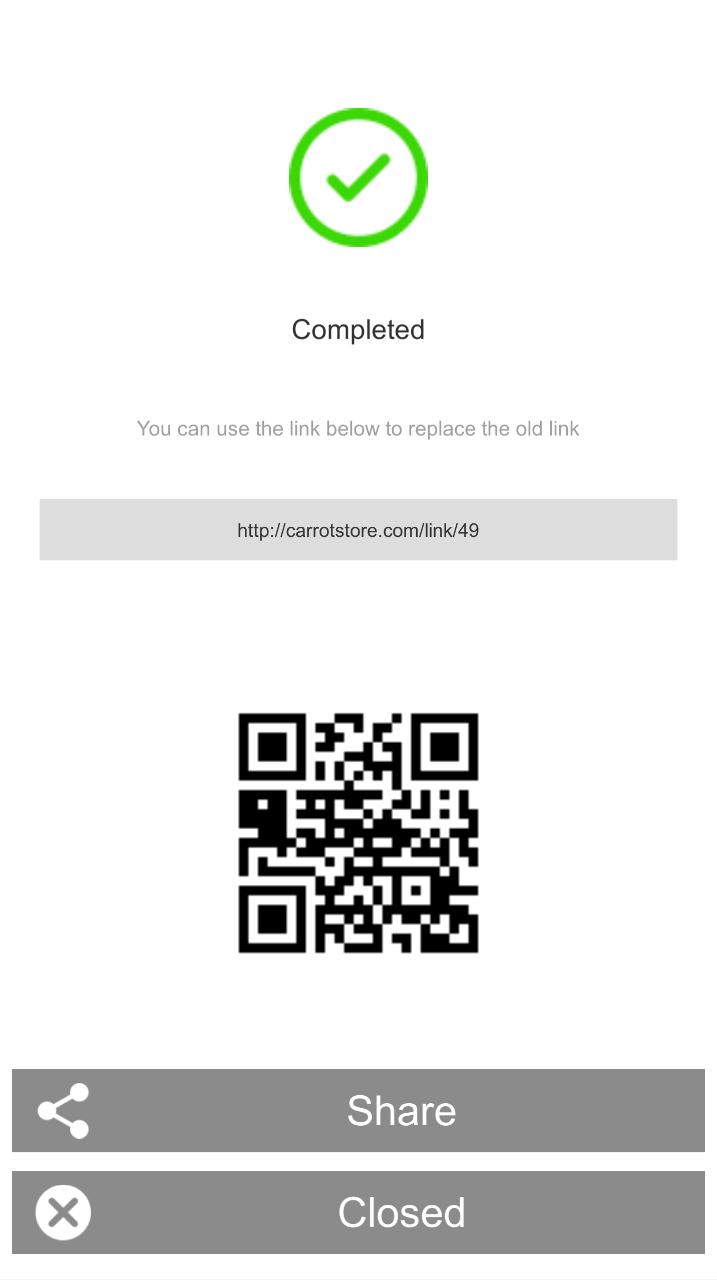 Completed
You can use the link below to replace the old link
http://carrotstore.com/link/49
Share
Closed